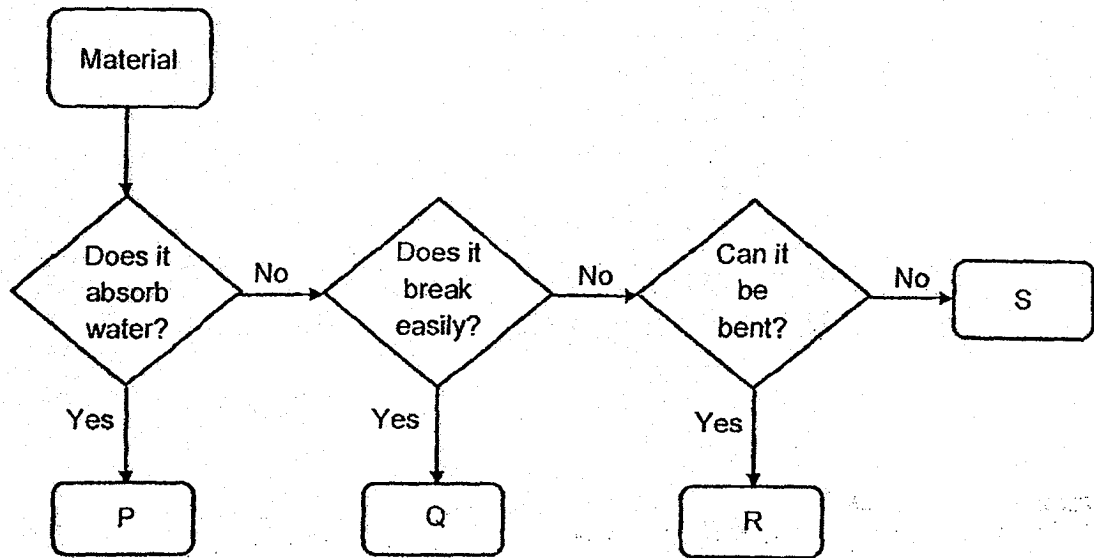 Material
Does it
absorb
water?
No
Does it
break
easily?
No
Can it
be
bent?
No
S
Yes
Yes
Yes
P
Q
R